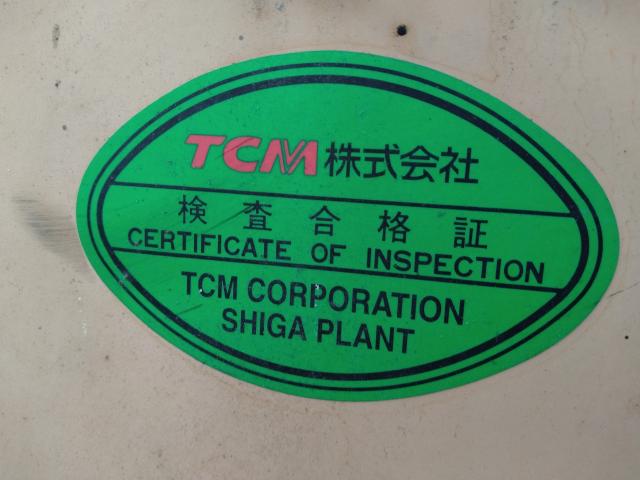 TCM株式会社
検査合格証
CERTIFICATE OF INSPECTION
TCM CORPORATION
SHIGA PLANT